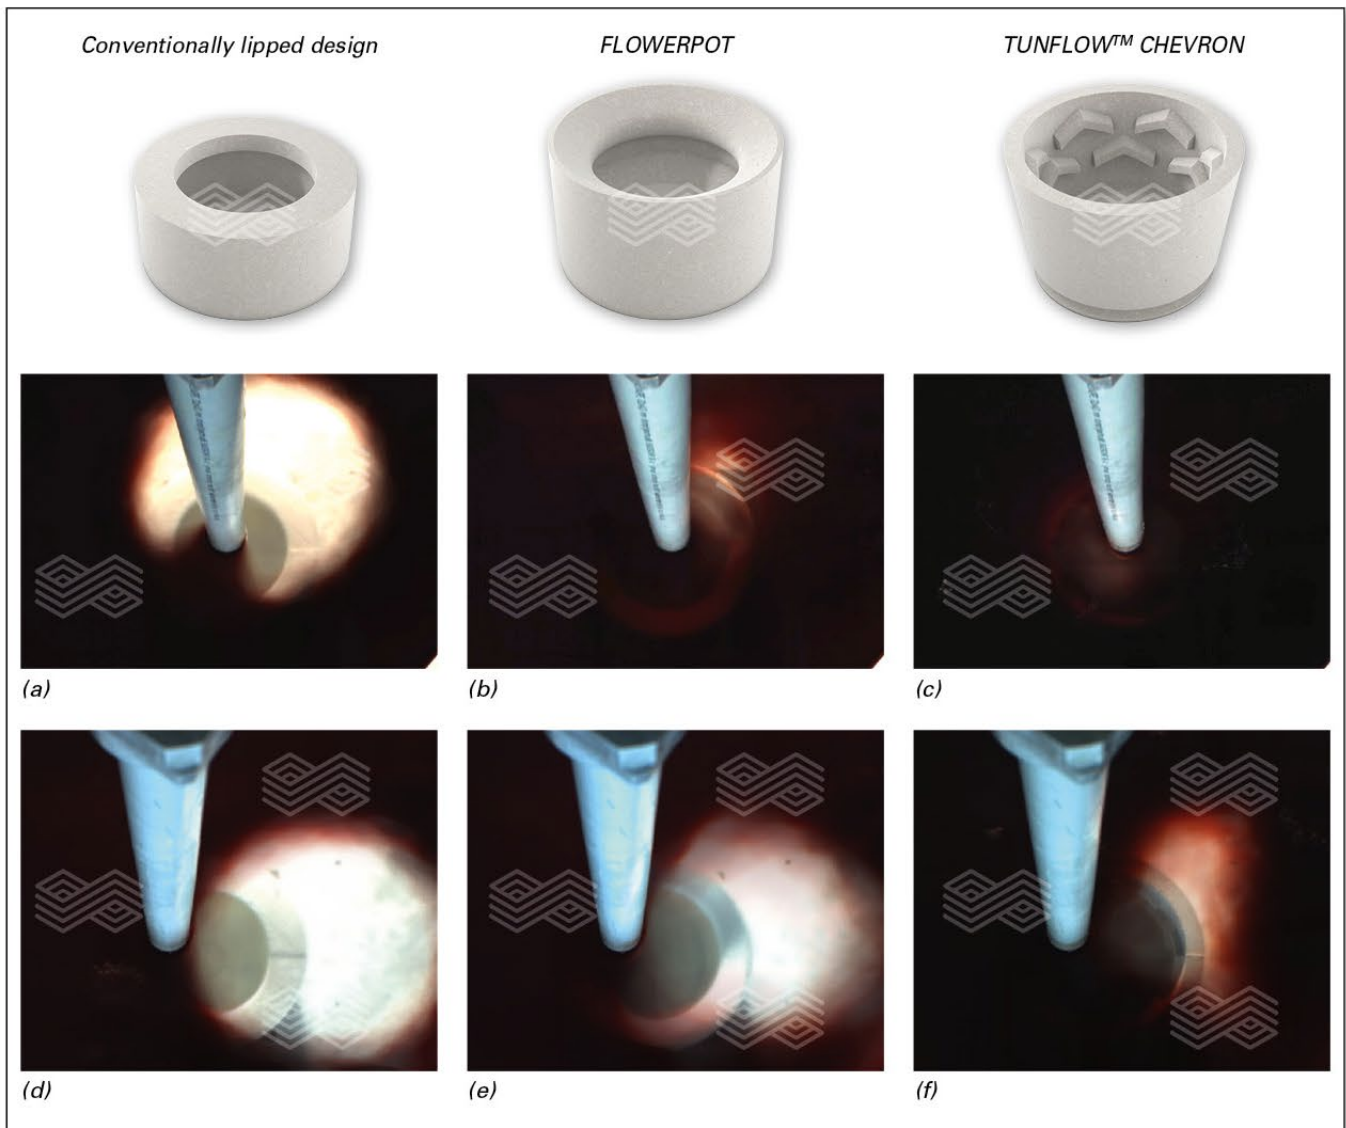 Conventionally lipped design
FLOWERPOT
TUNFLOW™ CHEVRON
(a)
(b)
(c)
(d)
(e)
(f)